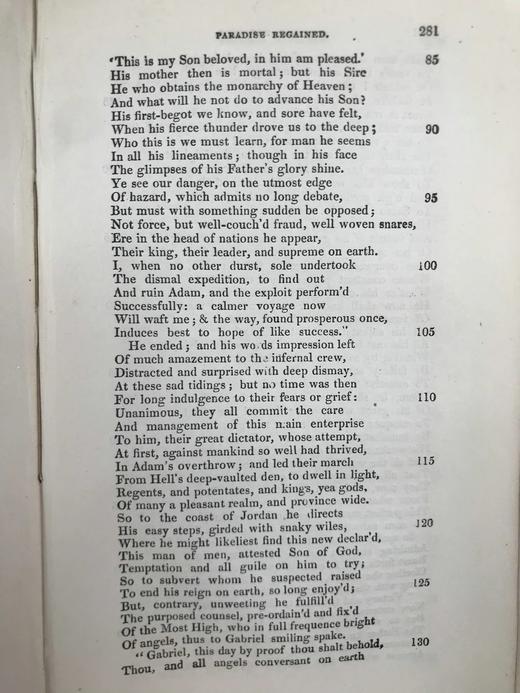 PARADISE REGAINED. 281
'This is my Son beloved, in him am pleased.' 85
His mother then is mortal; but his Sire
He who obtains the monarchy of Heaven;
And what will he not do to advance his Son?
His first-begot we know, and sore have felt,
When his fierce thunder drove us to the deep; 90
Who this is we must learn, for man he seems
In all his lineaments; though in his face
The glimpses of his Father's glory shine.
Ye see our danger, on the utmost edge
Of hazard, which admits no long debate, 95
But must with something sudden be opposed;
Not force, but well-couch'd fraud, well woven snares,
Ere in the head of nations he appear,
Their king, their leader, and supreme on earth.
I, when no other durst, sole undertook 100
The dismal expedition, to find out
And ruin Adam, and the exploit perform'd
Successfully: a calmer voyage now
Will waft me; & the way, found prosperous once,
Induces best to hope of like success." 105
He ended; and his words impression left
Of much amazement to the infernal crew,
Distracted and surprised with deep dismay,
At these sad tidings; but no time was then
For long indulgence to their fears or grief: 110
Unanimous, they all commit the care
And management of this main enterprise
To him, their great dictator, whose attempt,
At first, against mankind so well had thrived,
In Adam's overthrow; and led their march 115
From Hell's deep-vaulted den, to dwell in light,
Regents, and potentates, and kings, yea gods,
Of many a pleasant realm, and province wide.
So to the coast of Jordan he directs
His easy steps, girded with snaky wiles, 120
Where he might likeliest find this new declar'd,
This man of men, attested Son of God,
Temptation and all guile on him to try;
So to subvert whom he suspected raised
To end his reign on earth, so long enjoy'd; 125
But, contrary, unweeting he fulfill'd
The purposed counsel, pre-ordain'd and fix'd
Of the Most High, who in full frequence bright
Of angels, thus to Gabriel smiling spake.
"Gabriel, this day by proof thou shalt behold, 130
Thou, and all angels conversant on earth